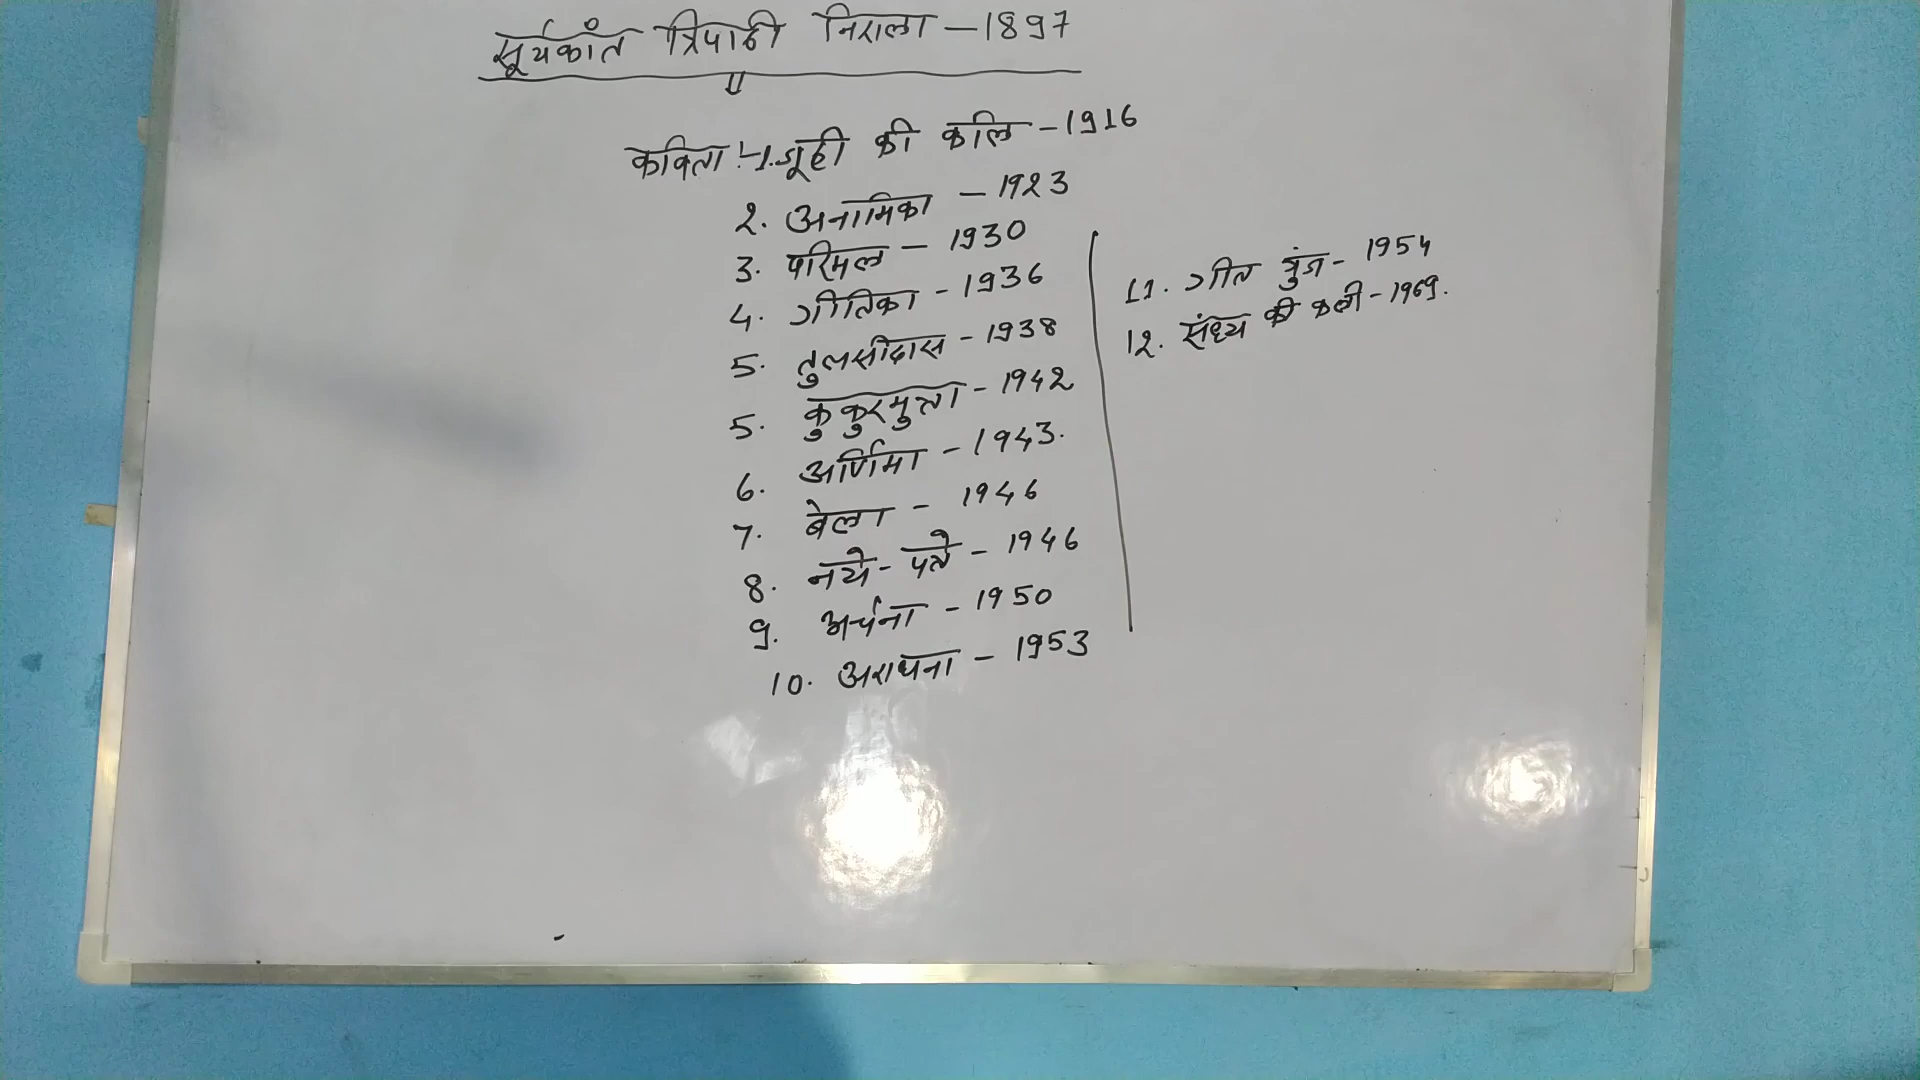 सूर्यकांत त्रिपाठी निराला - 1897
कविता :- 1. जूही की कलि - 1916
2. अनामिका - 1923
3. परिमल - 1930
4. गीतिका - 1936
5. तुलसीदास - 1938
5. कुकुरमुत्ता - 1942
6. अर्णिमा - 1943.
7. बेला - 1946
8. नये - पत्ते - 1946
9. अर्चना - 1950
10. अराधना - 1953
11. गीत गुंज - 1954
12. संध्य की कली - 1969.